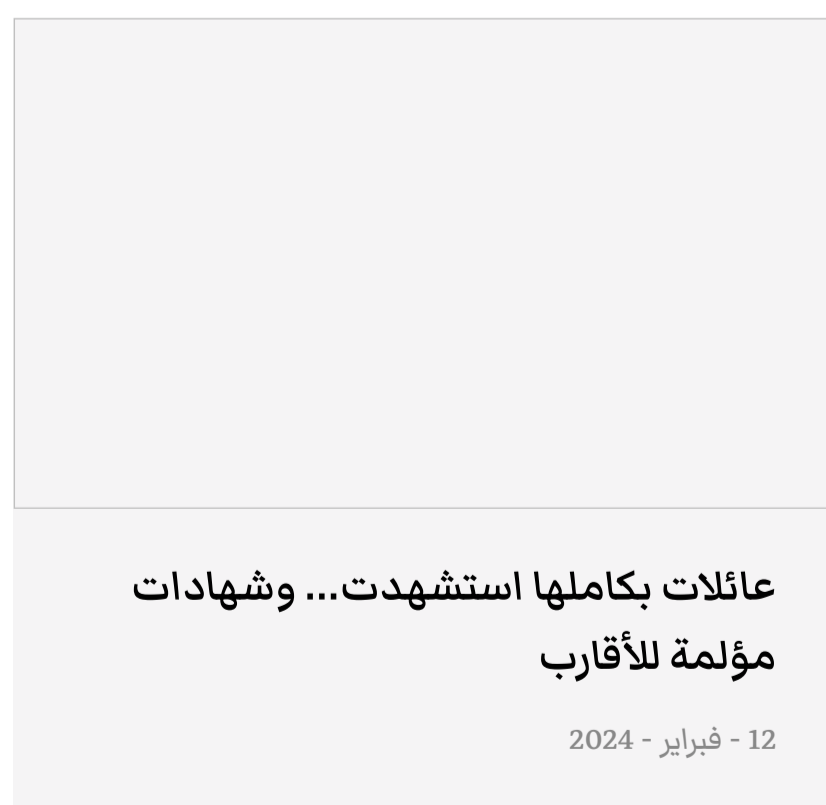 عائلات بكاملها استشهدت... وشهادات
مؤلمة للأقارب
12 - فبراير - 2024